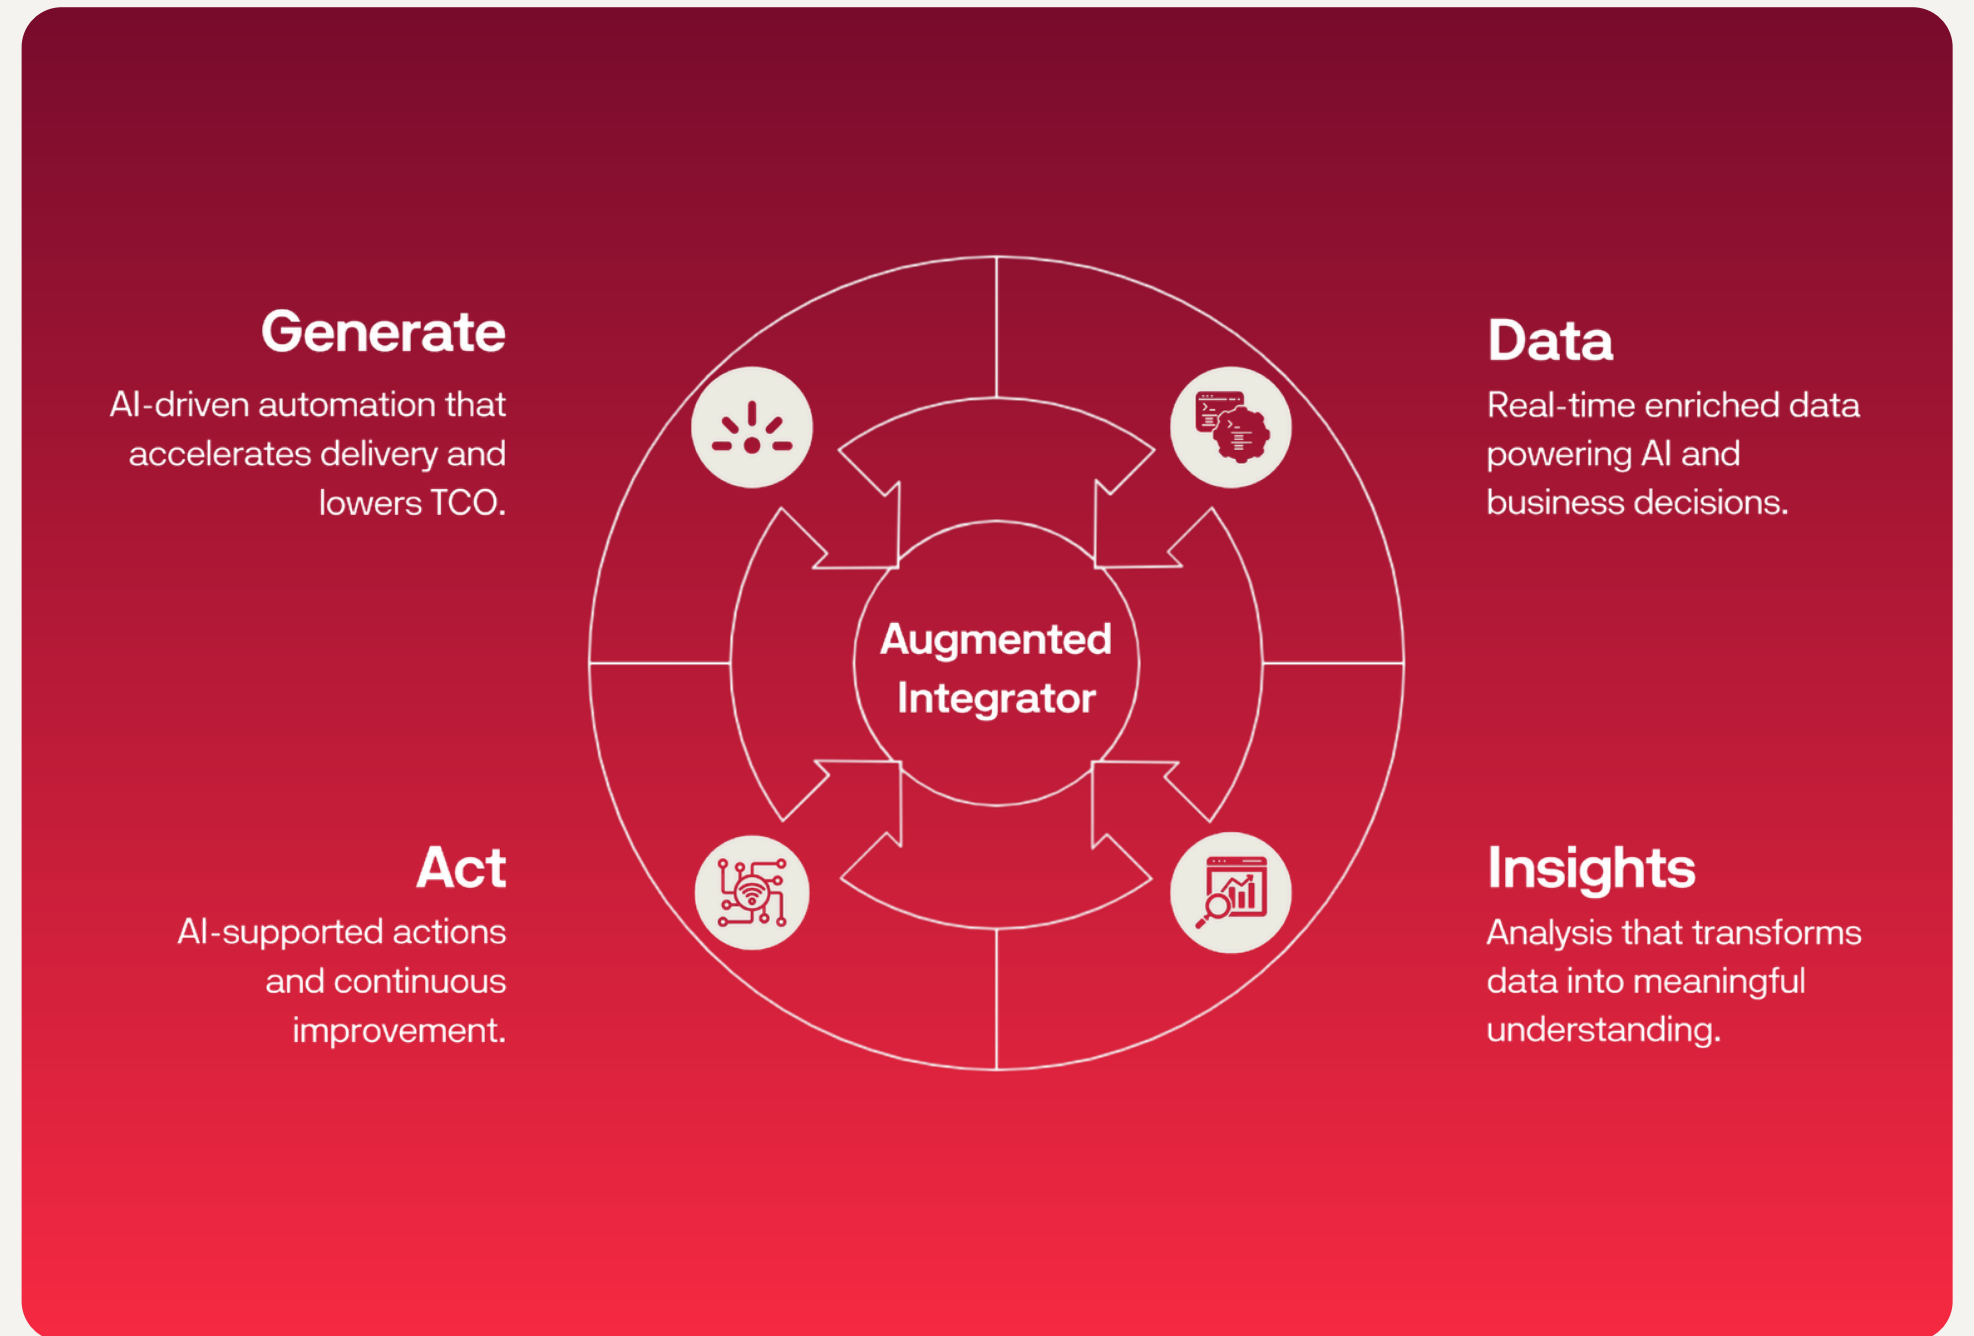 Generate
AI-driven automation that
accelerates delivery and
lowers TCO.
Data
Real-time enriched data
powering AI and
business decisions.
Augmented
Integrator
Act
AI-supported actions
and continuous
improvement.
Insights
Analysis that transforms
data into meaningful
understanding.